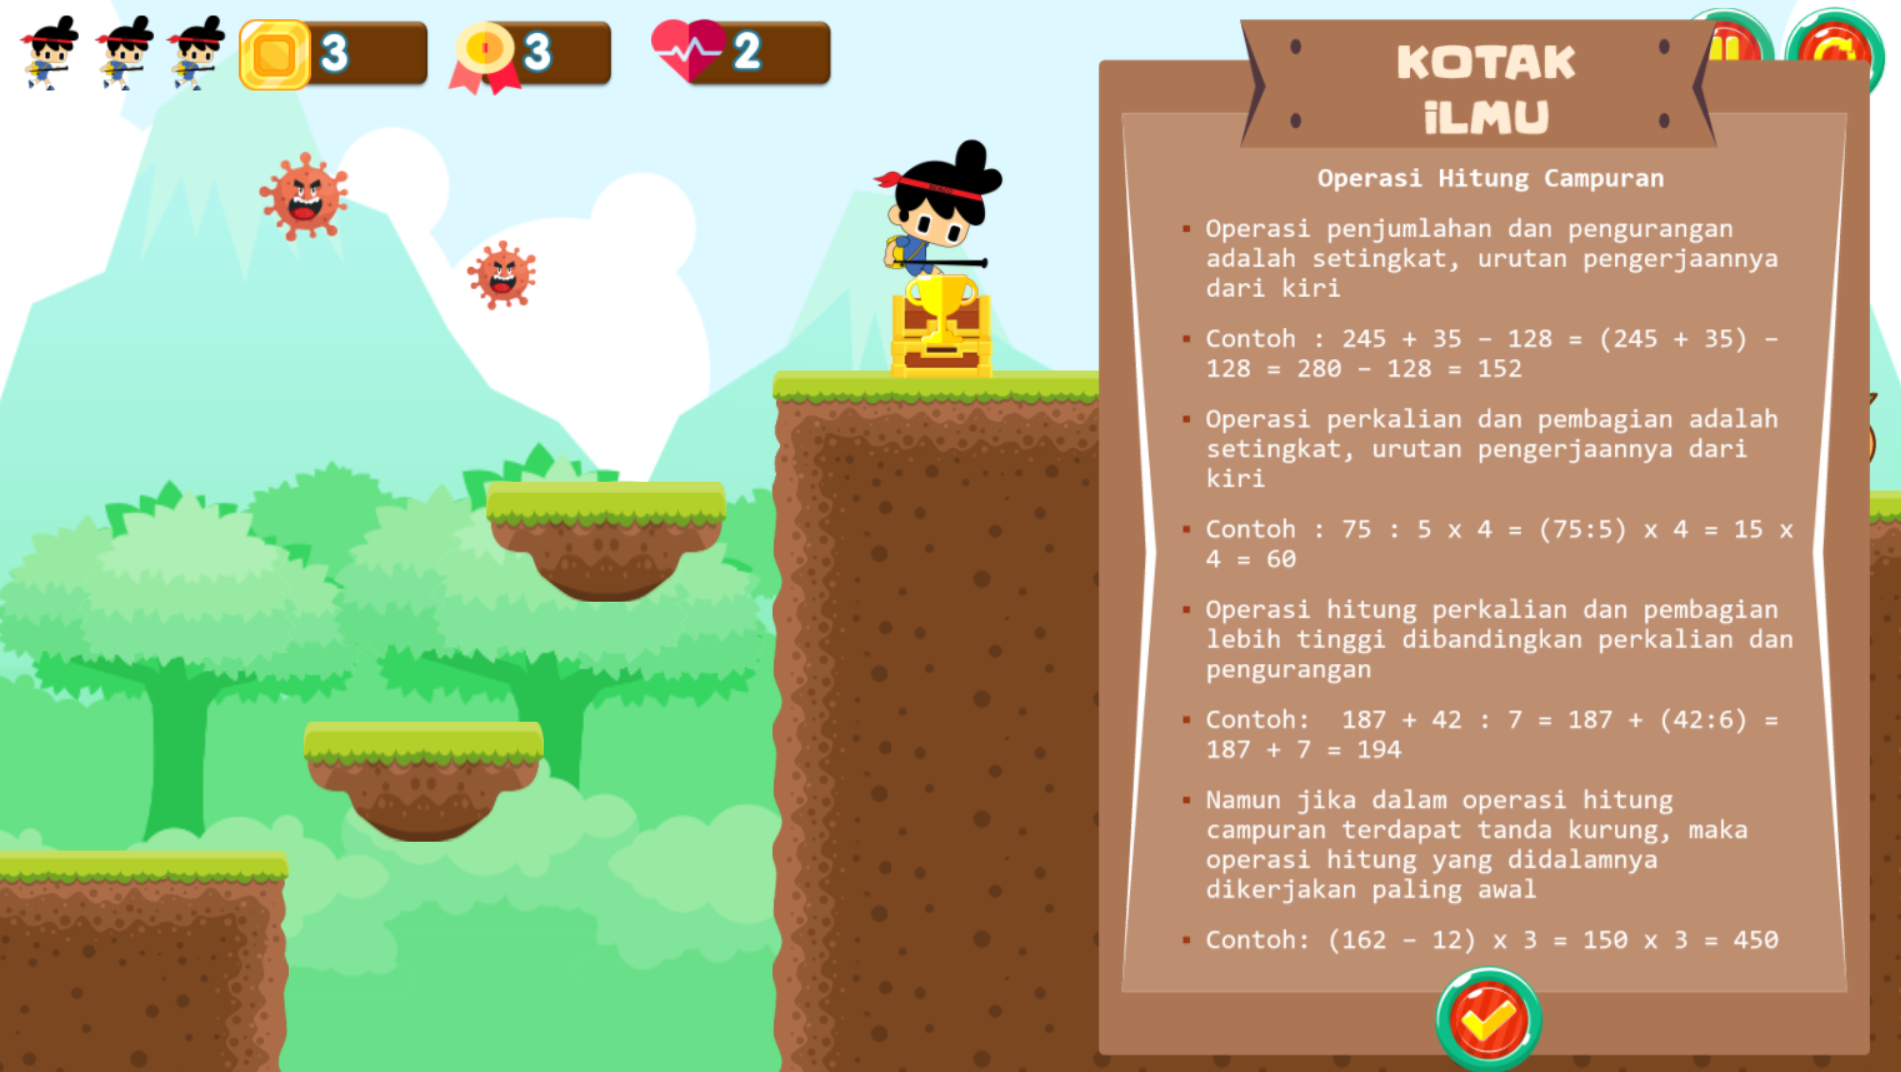 3
3
2
KOTAK
iLMU
Operasi Hitung Campuran
▪ Operasi penjumlahan dan pengurangan
adalah setingkat, urutan pengerjaannya
dari kiri
▪ Contoh : 245 + 35 – 128 = (245 + 35) –
128 = 280 – 128 = 152
▪ Operasi perkalian dan pembagian adalah
setingkat, urutan pengerjaannya dari
kiri
▪ Contoh : 75 : 5 x 4 = (75:5) x 4 = 15 x
4 = 60
▪ Operasi hitung perkalian dan pembagian
lebih tinggi dibandingkan perkalian dan
pengurangan
▪ Contoh:  187 + 42 : 7 = 187 + (42:6) =
187 + 7 = 194
▪ Namun jika dalam operasi hitung
campuran terdapat tanda kurung, maka
operasi hitung yang didalamnya
dikerjakan paling awal
▪ Contoh: (162 – 12) x 3 = 150 x 3 = 450